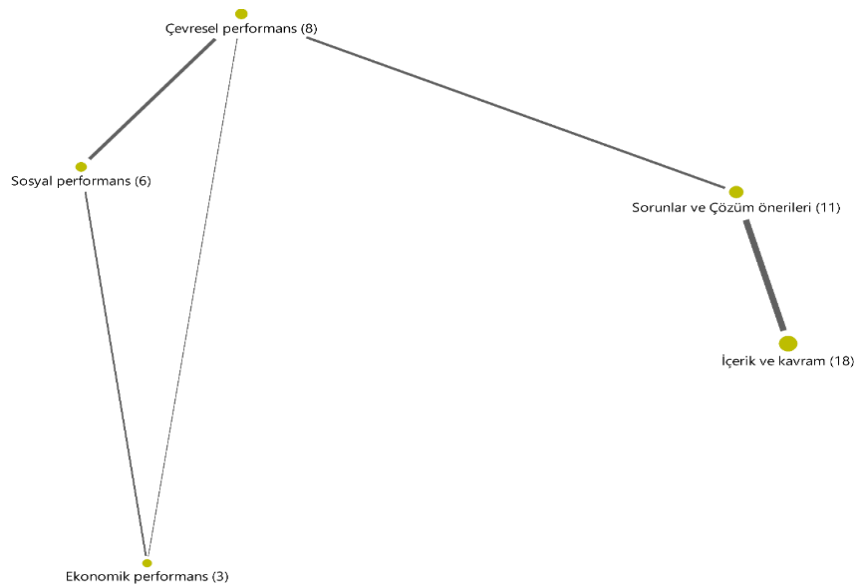 Çevresel performans (8)
Sosyal performans (6)
Sorunlar ve Çözüm önerileri (11)
İçerik ve kavram (18)
Ekonomik performans (3)